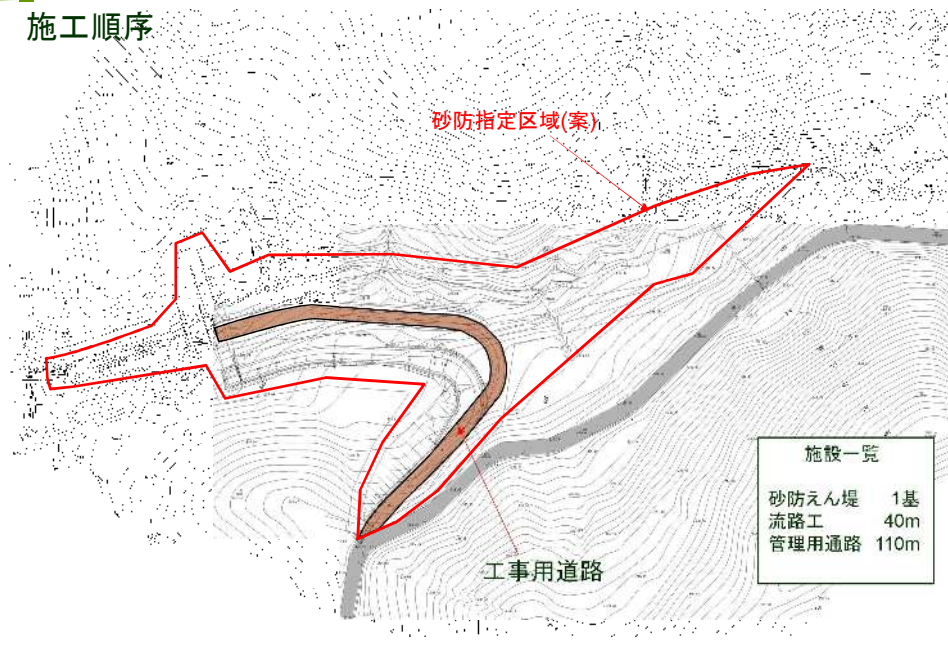 施工順序
砂防指定区域(案)
施設一覧
砂防えん堤 1基
流路工 40m
管理用通路 110m
工事用道路